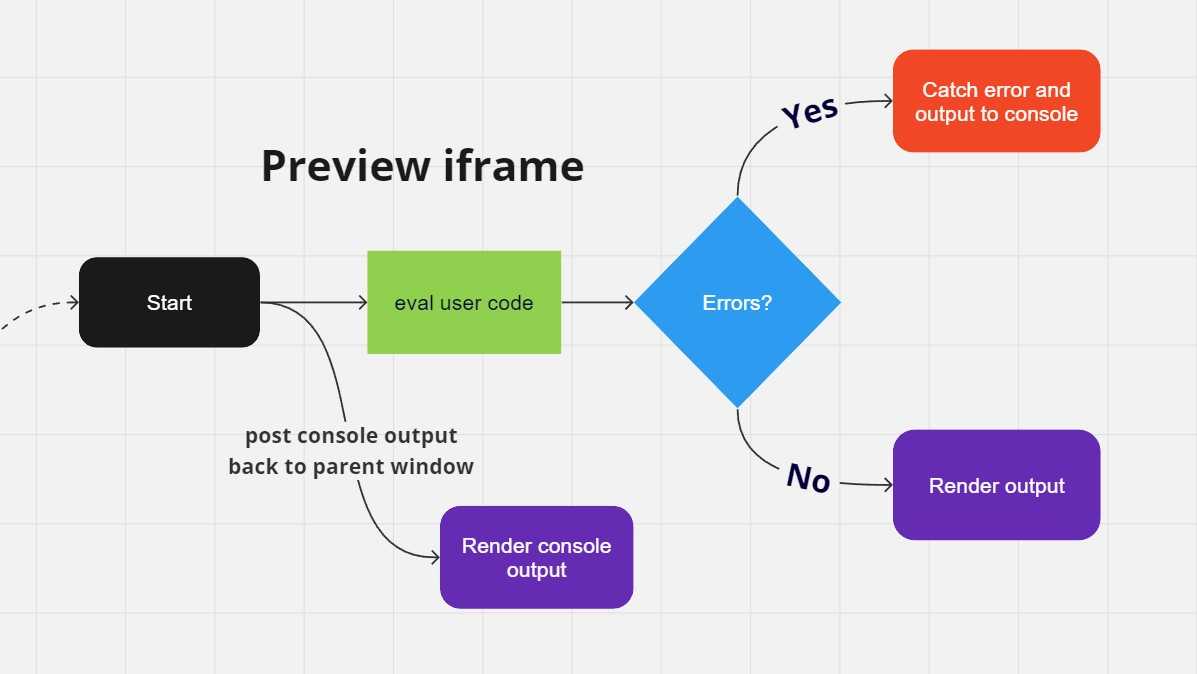 Preview iframe
Start
eval user code
Errors?
Yes
Catch error and
output to console
No
Render output
post console output
back to parent window
Render console
output